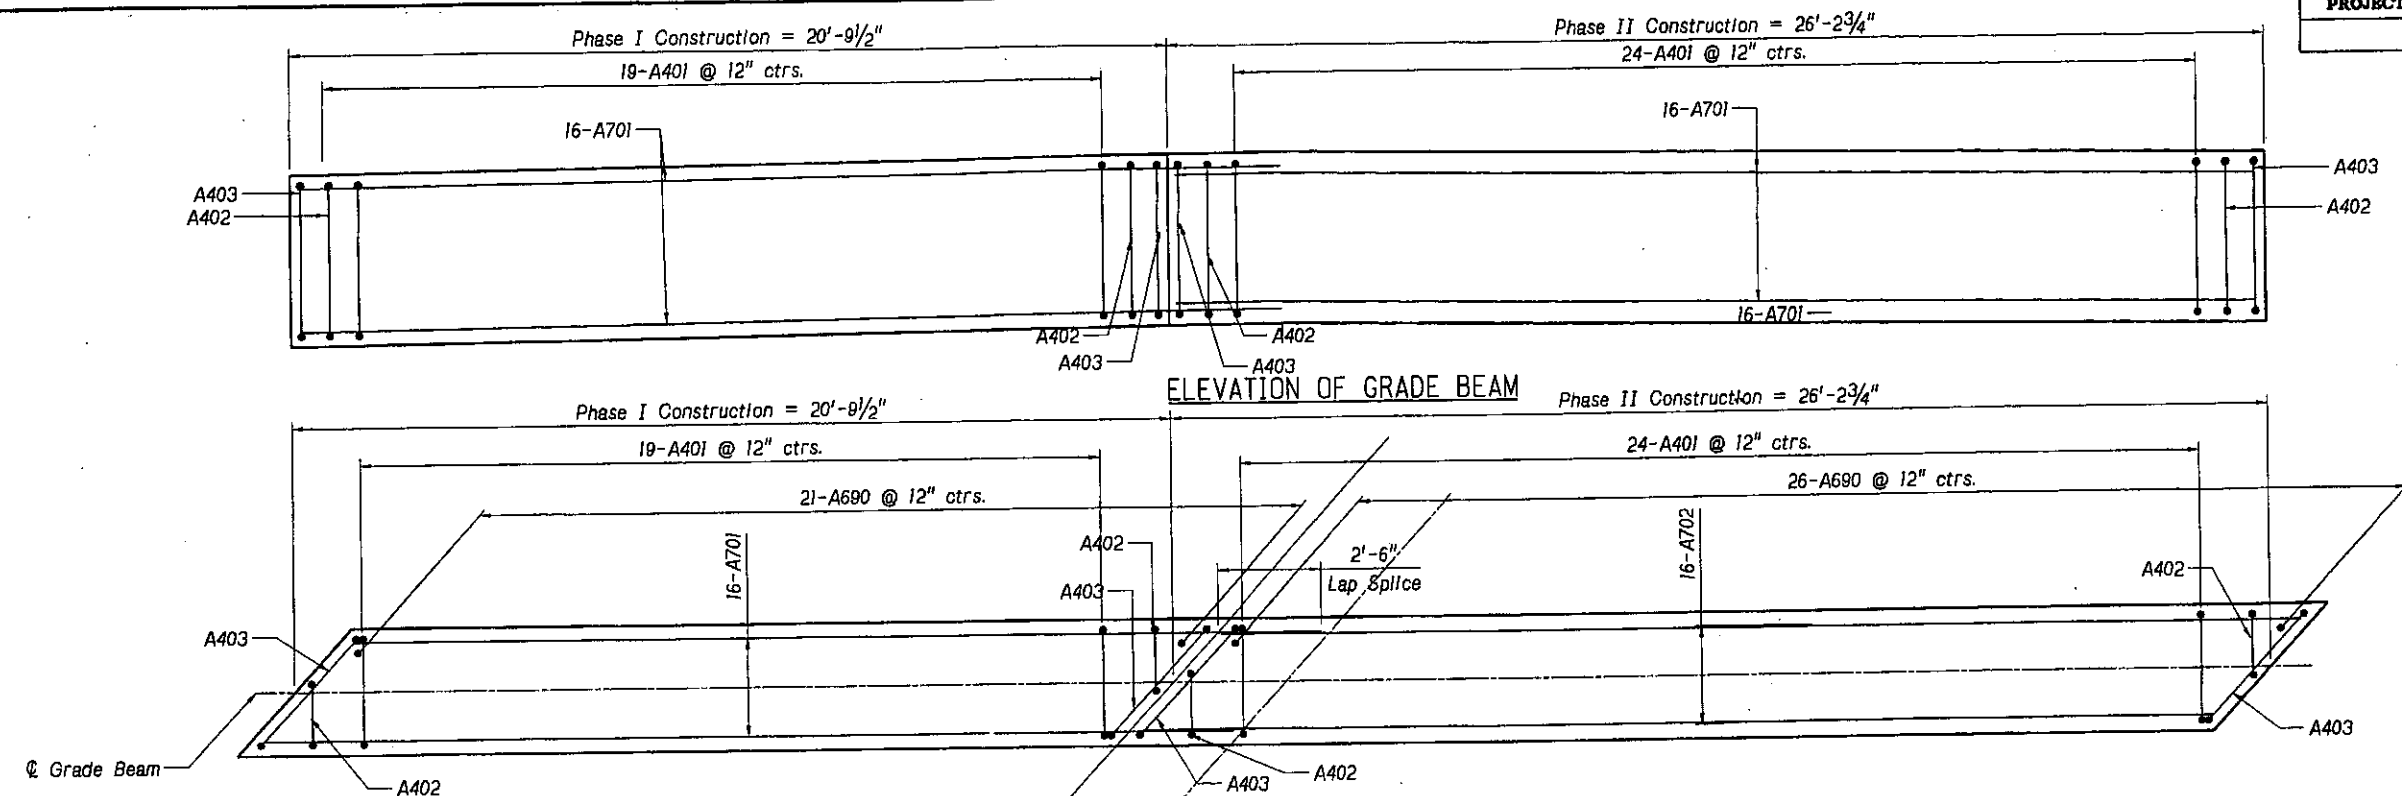 PROJECT
Phase I Construction = 20'-9½"
Phase II Construction = 26'-2¾"
19-A401 @ 12" ctrs.
24-A401 @ 12" ctrs.
16-A701
16-A701
A403
A402
A403
A402
16-A701
A402
A403
A402
A403
ELEVATION OF GRADE BEAM
Phase I Construction = 20'-9½"
Phase II Construction = 26'-2¾"
19-A401 @ 12" ctrs.
24-A401 @ 12" ctrs.
21-A690 @ 12" ctrs.
26-A690 @ 12" ctrs.
16-A701
A402
2'-6"
Lap Splice
16-A702
A402
A403
A403
A403
℄ Grade Beam
A402
A403
A402